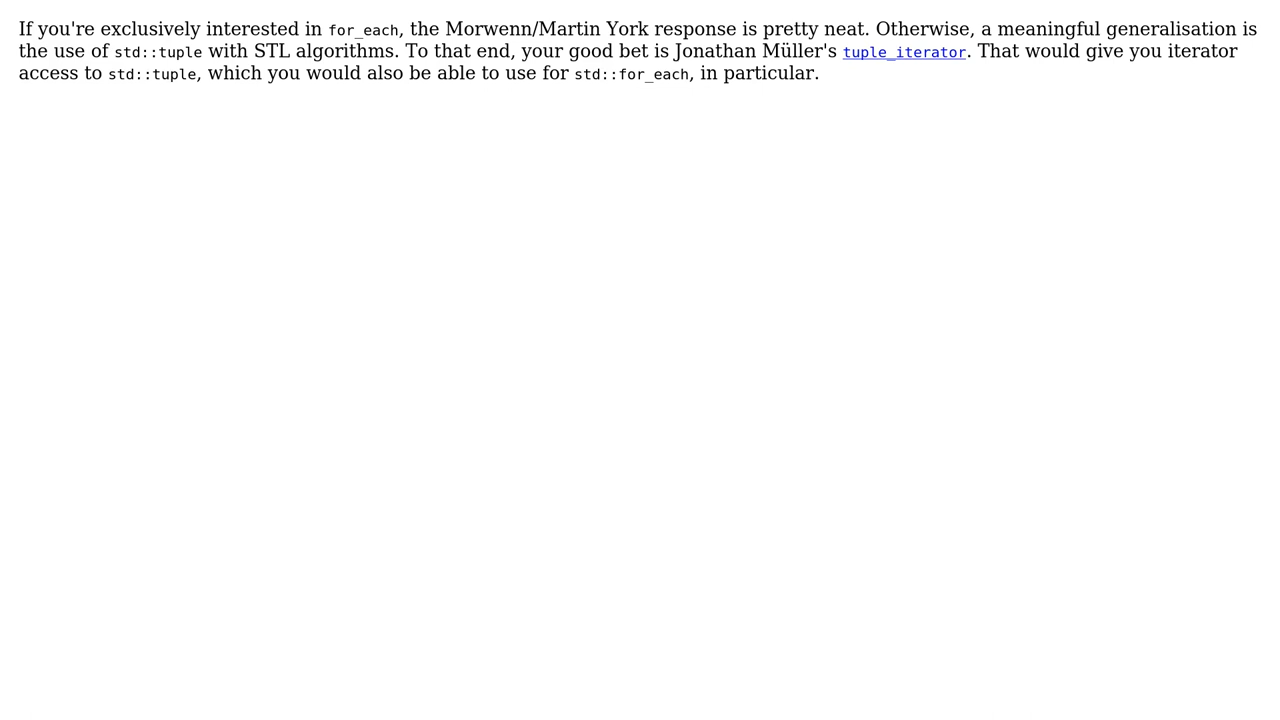 If you're exclusively interested in for_each, the Morwenn/Martin York response is pretty neat. Otherwise, a meaningful generalisation is
the use of std::tuple with STL algorithms. To that end, your good bet is Jonathan Müller's tuple_iterator. That would give you iterator
access to std::tuple, which you would also be able to use for std::for_each, in particular.